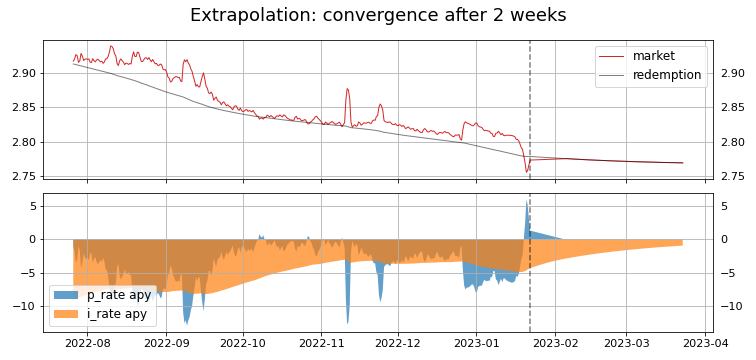 Extrapolation: convergence after 2 weeks
market
redemption
2.90 2.90
2.85 2.85
2.80 2.80
2.75 2.75
5 5
0 0
−5 −5
−10 −10
p_rate apy
i_rate apy
2022-08 2022-09 2022-10 2022-11 2022-12 2023-01 2023-02 2023-03 2023-04